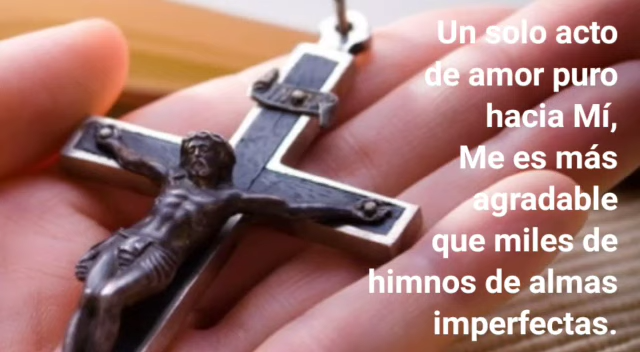 Un solo acto
de amor puro
hacia Mí,
Me es más
agradable
que miles de
himnos de almas
imperfectas.